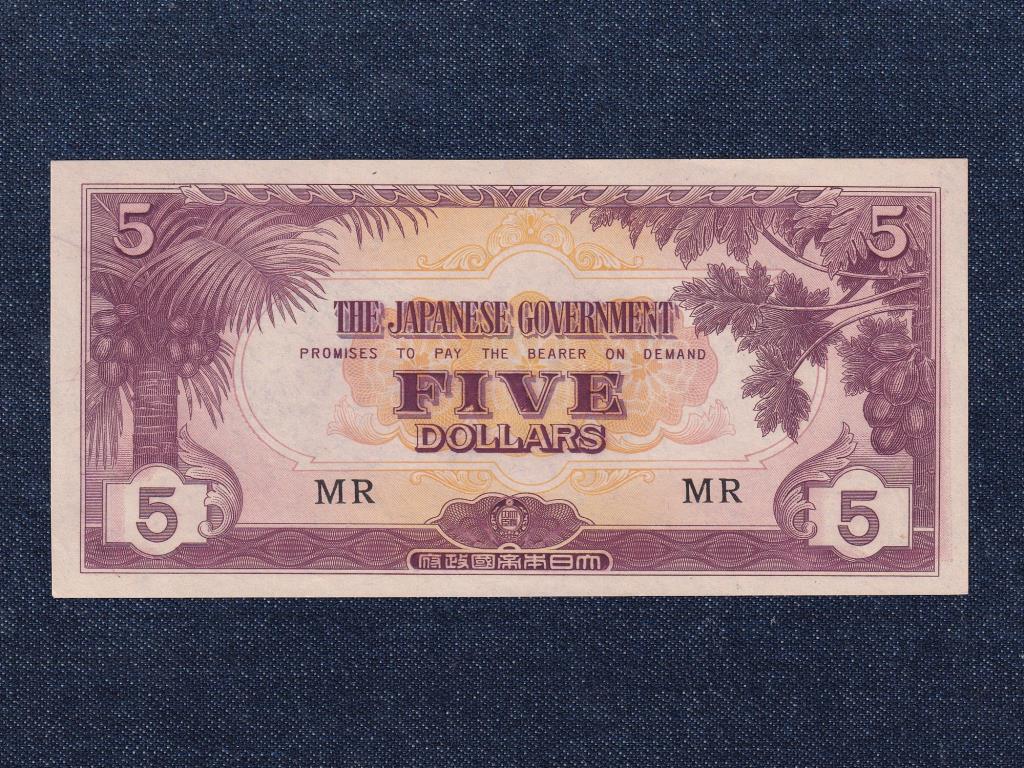 5 5
THE JAPANESE GOVERNMENT
PROMISES TO PAY THE BEARER ON DEMAND
FIVE
DOLLARS
MR MR
5 5
府政國帝本日大